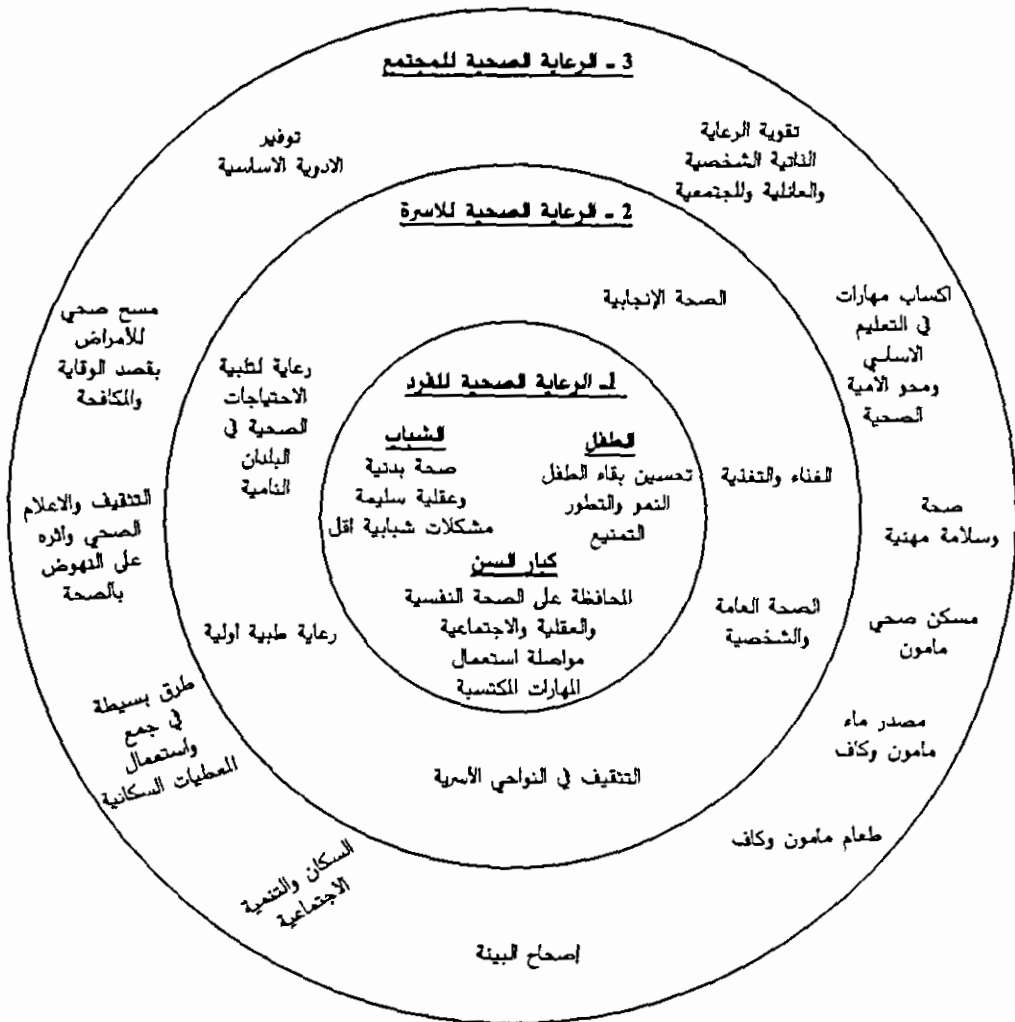 3 - الرعاية الصحية للمجتمع
تقوية الرعاية
الذاتية الشخصية
والعائلية والمجتمعية
توفير
الادوية الاساسية
اكساب مهارات
في التعليم
الاساسي
ومحو الامية
الصحية
مسح صحي
للأمراض
بقصد الوقاية
والمكافحة
صحة
وسلامة مهنية
التثقيف والاعلام
الصحي واثره
على النهوض
بالصحة
مسكن صحي
مامون
مصدر ماء
مامون وكاف
طرق بسيطة
في جمع
واستعمال
المعطيات السكانية
طعام مامون وكاف
السكان والتنمية
الاجتماعية
إصحاح البيئة
2 - الرعاية الصحية للاسرة
الصحة الإنجابية
رعاية لتلبية
الاحتياجات
الصحية في
البلدان
النامية
الغذاء والتغذية
الصحة العامة
والشخصية
رعاية طبية اولية
التثقيف في النواحي الأسرية
1- الرعاية الصحية للفرد
الطفل
تحسين بقاء الطفل
النمو والتطور
التمنيع
الشباب
صحة بدنية
وعقلية سليمة
مشكلات شبابية اقل
كبار السن
المحافظة على الصحة النفسية
والعقلية والاجتماعية
مواصلة استعمال
المهارات المكتسبة